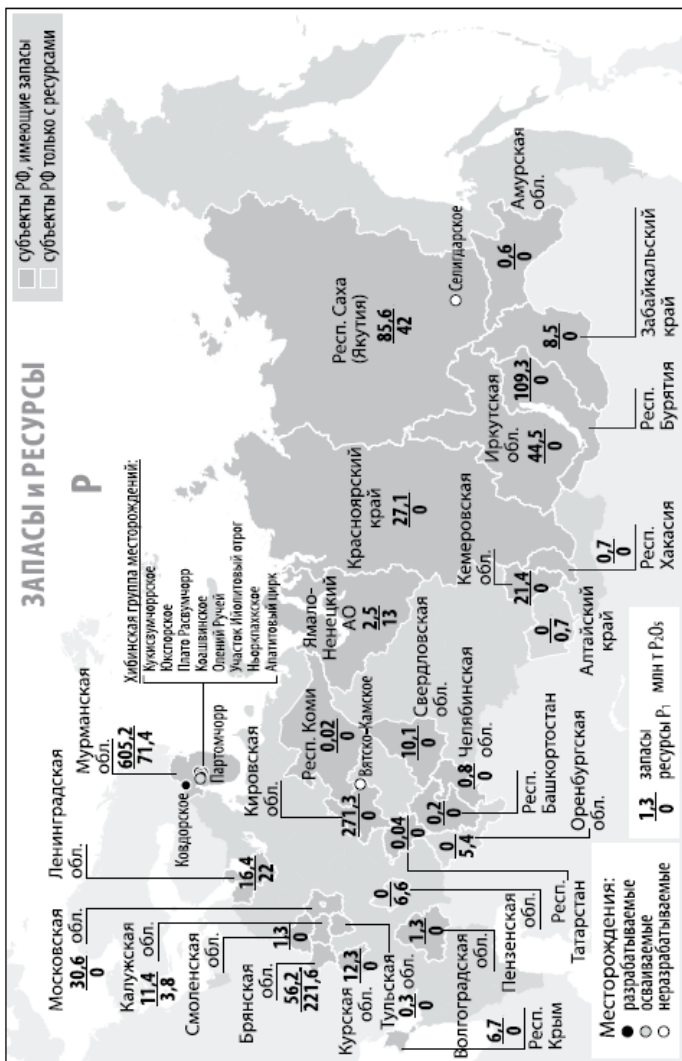 ЗАПАСЫ и РЕСУРСЫ
P
субъекты РФ, имеющие запасы
субъекты РФ только с ресурсами
Московская
обл.
30,6
0
Ленинградская
обл.
16,4
22
Мурманская
обл.
605,2
71,4
Хибинская группа месторождений:
Кукисвумчоррское
Юкспорское
Плато Расвумчорр
Коашвинское
Олений Ручей
Участок Ийолитовый отрог
Ньоркпахкское
Апатитовый цирк
Партомчорр
Ковдорское
Калужская
обл.
11,4
3,8
Смоленская
обл.
1,3
0
Брянская
обл.
56,2
221,6
Курская
обл.
12,3
0
Тульская
обл.
0,3
0
Волгоградская
обл.
1,3
0
6,7
0
Респ.
Крым
Пензенская
обл.
0
6,6
Респ.
Татарстан
0,04
0
Кировская
обл.
271,3
0
Вятско-Камское
Респ. Коми
0,02
0
Ямало-
Ненецкий
АО
2,5
13
Свердловская
обл.
10,1
0
Челябинская
обл.
0,8
0
Респ.
Башкортостан
0,2
0
Оренбургская
обл.
0
5,4
Красноярский
край
27,1
0
Респ. Саха
(Якутия)
85,6
42
Селигдарское
Амурская
обл.
0,6
0
Иркутская
обл.
44,5
0
109,3
0
Респ.
Бурятия
8,5
0
Забайкальский
край
Кемеровская
обл.
21,4
0
0,7
0
Респ.
Хакасия
0
0,7
Алтайский
край
Месторождения:
разрабатываемые
осваиваемые
неразрабатываемые
1,3 запасы
0 ресурсы P₁ млн т P₂O₅